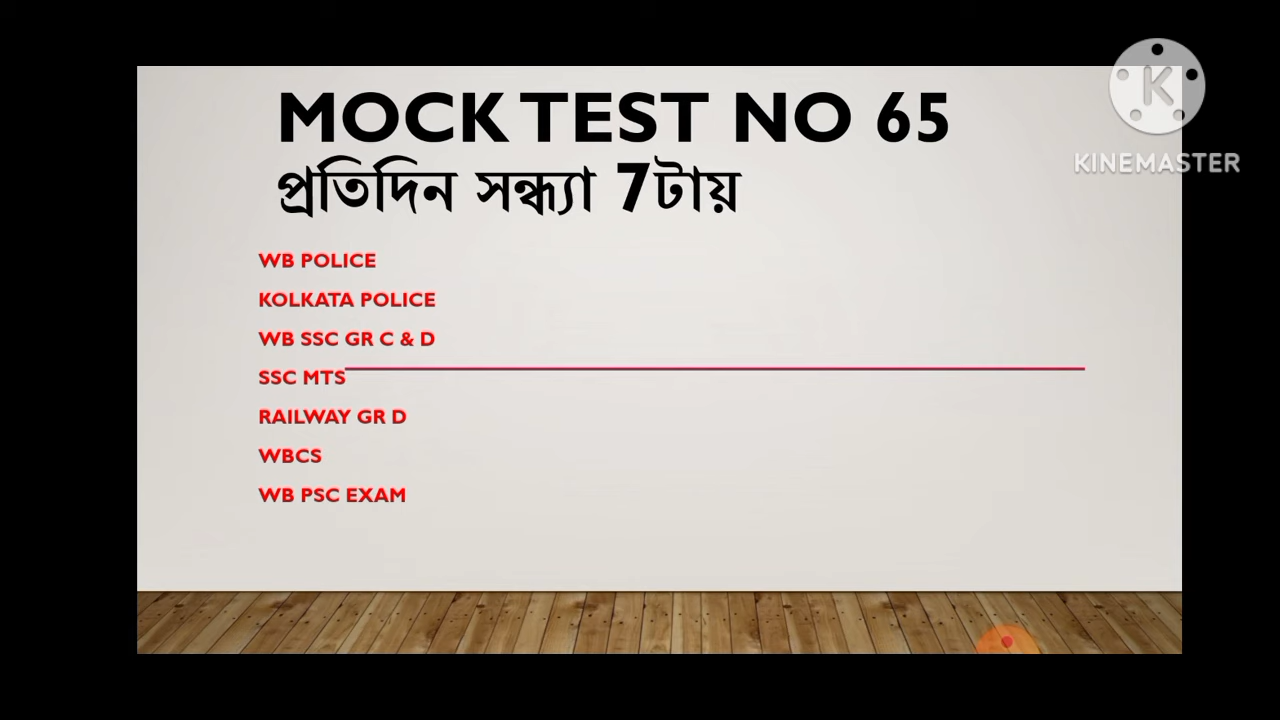 MOCK TEST NO 65
প্রতিদিন সন্ধ্যা 7টায়
WB POLICE
KOLKATA POLICE
WB SSC GR C & D
SSC MTS
RAILWAY GR D
WBCS
WB PSC EXAM
K
KINEMASTER